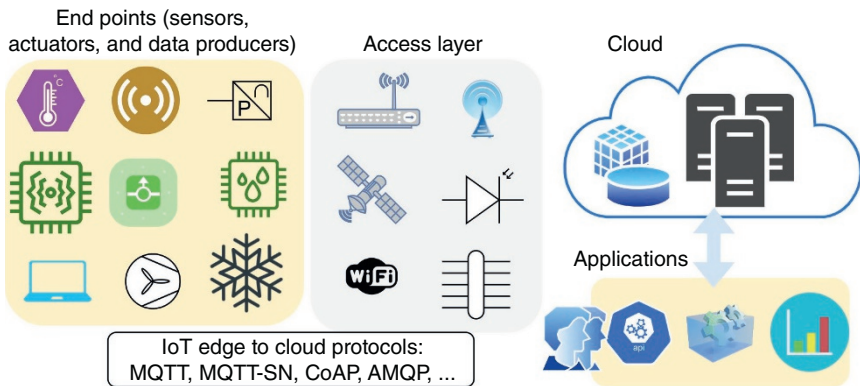 End points (sensors,
actuators, and data producers)
Access layer
Cloud
°C
P
WiFi
Applications
api
IoT edge to cloud protocols:
MQTT, MQTT-SN, CoAP, AMQP, ...